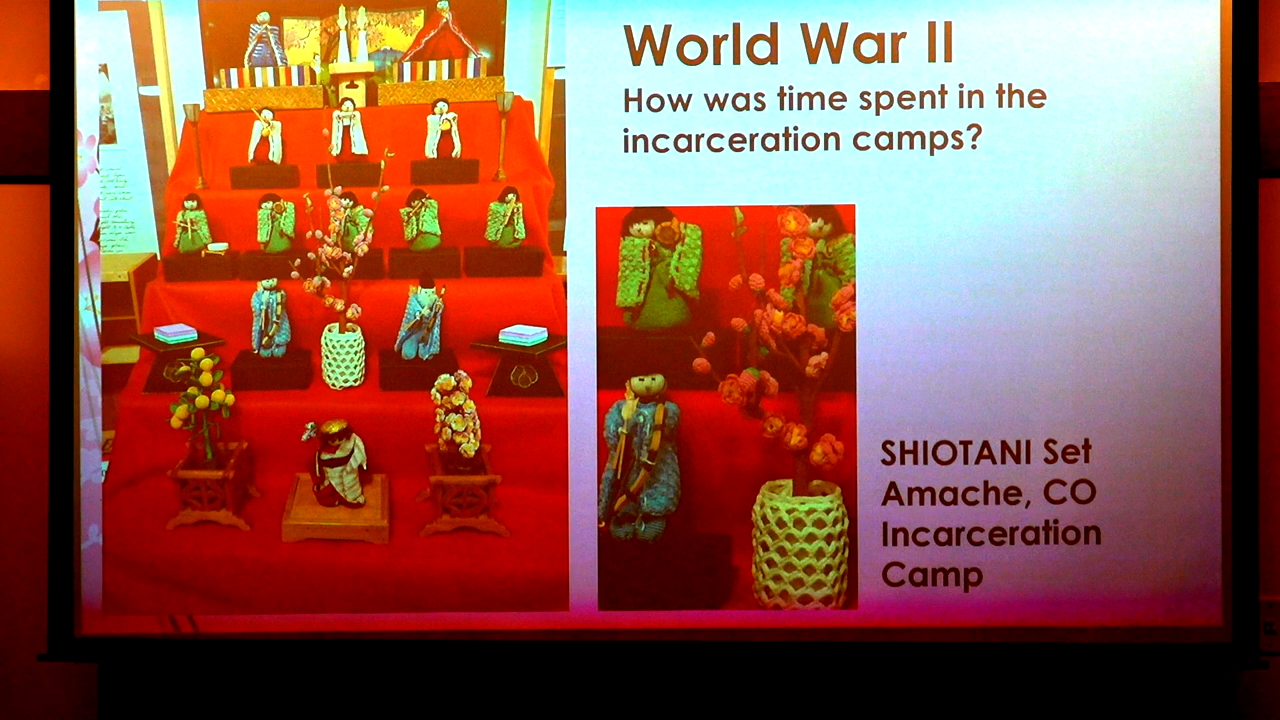 World War II
How was time spent in the
incarceration camps?
SHIOTANI Set
Amache, CO
Incarceration
Camp